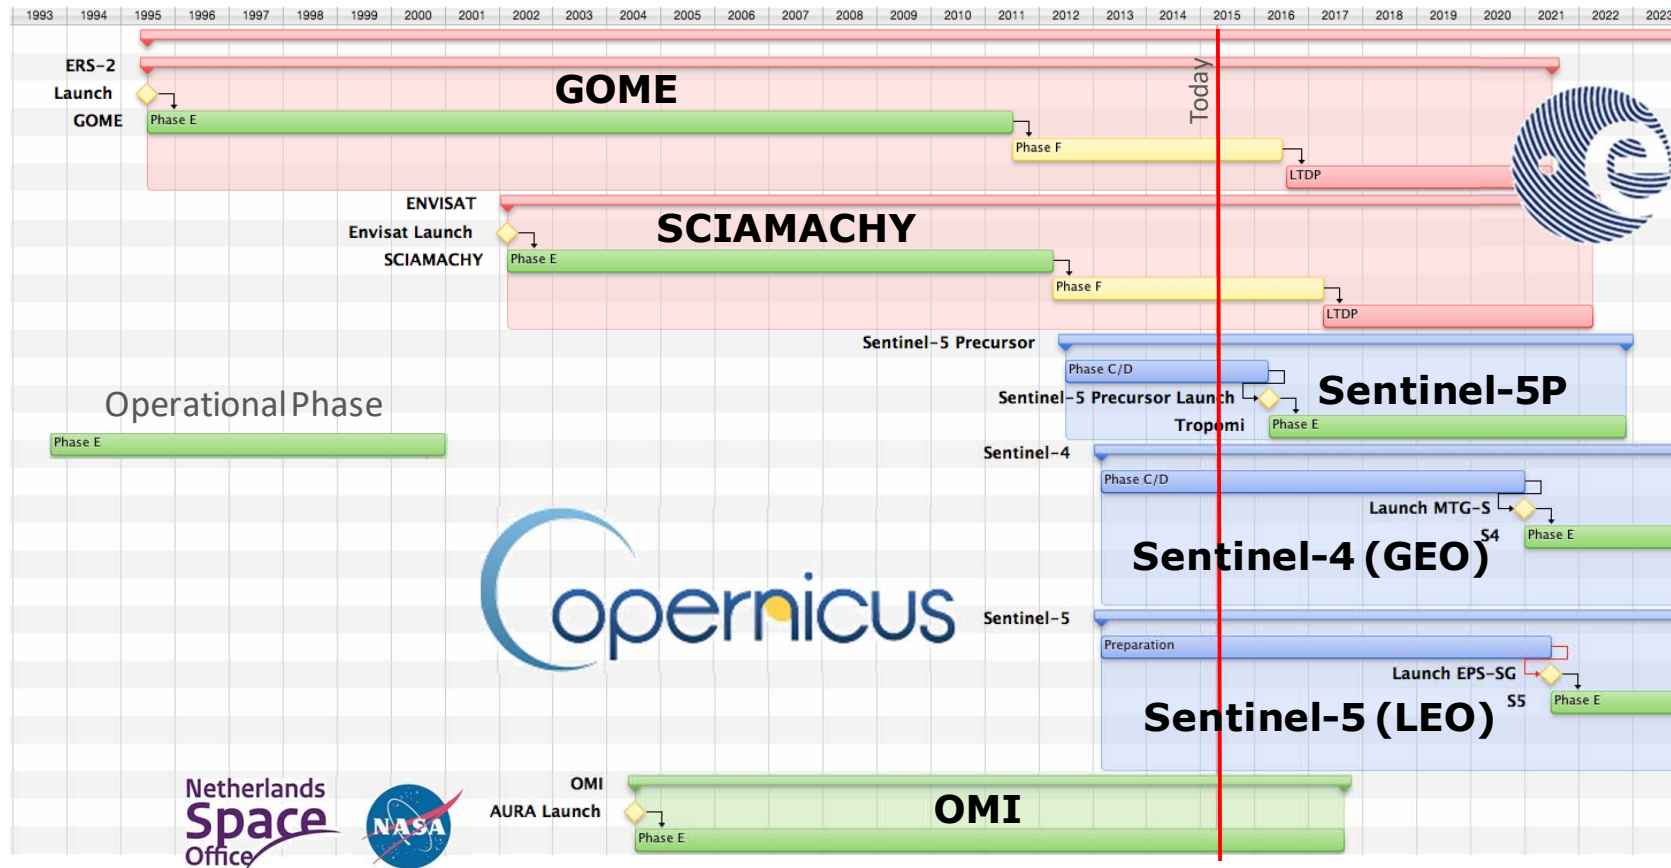 1993 1994 1995 1996 1997 1998 1999 2000 2001 2002 2003 2004 2005 2006 2007 2008 2009 2010 2011 2012 2013 2014 2015 2016 2017 2018 2019 2020 2021 2022 2023
ERS-2
Today
GOME
Launch
GOME
Phase E
Phase F
LTDP
e
ENVISAT
SCIAMACHY
Envisat Launch
SCIAMACHY
Phase E
Phase F
LTDP
Sentinel-5 Precursor
Phase C/D
Sentinel-5P
Sentinel-5 Precursor Launch
Tropomi
Phase E
Operational Phase
Phase E
Sentinel-4
Phase C/D
Launch MTG-S
S4
Phase E
Sentinel-4 (GEO)
Copernicus
Sentinel-5
Preparation
Launch EPS-SG
S5
Phase E
Sentinel-5 (LEO)
Netherlands
Space
Office
NASA
OMI
AURA Launch
OMI
Phase E